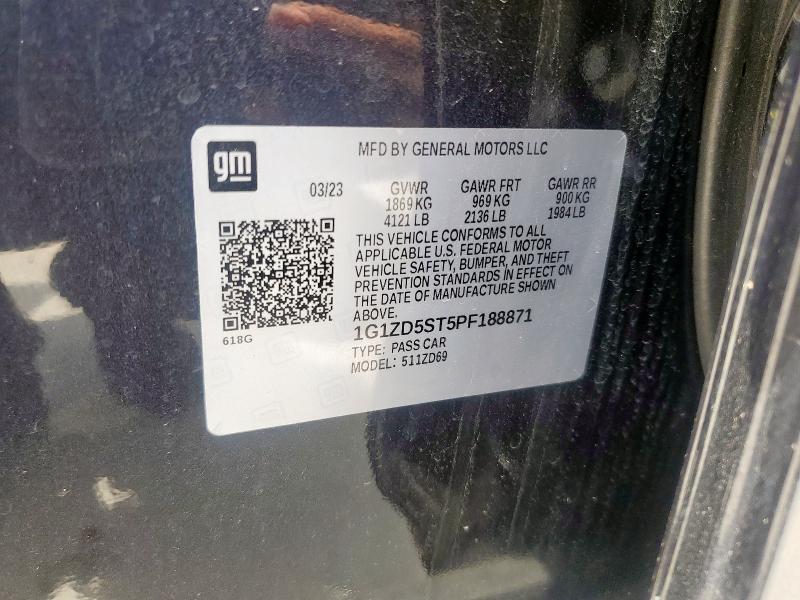 gm
MFD BY GENERAL MOTORS LLC
03/23 GVWR GAWR FRT GAWR RR
1869 KG 969 KG 900 KG
4121 LB 2136 LB 1984 LB
THIS VEHICLE CONFORMS TO ALL
APPLICABLE U.S. FEDERAL MOTOR
VEHICLE SAFETY, BUMPER, AND THEFT
PREVENTION STANDARDS IN EFFECT ON
THE DATE OF MANUFACTURE SHOWN
ABOVE.
1G1ZD5ST5PF188871
618G
TYPE: PASS CAR
MODEL: 511ZD69